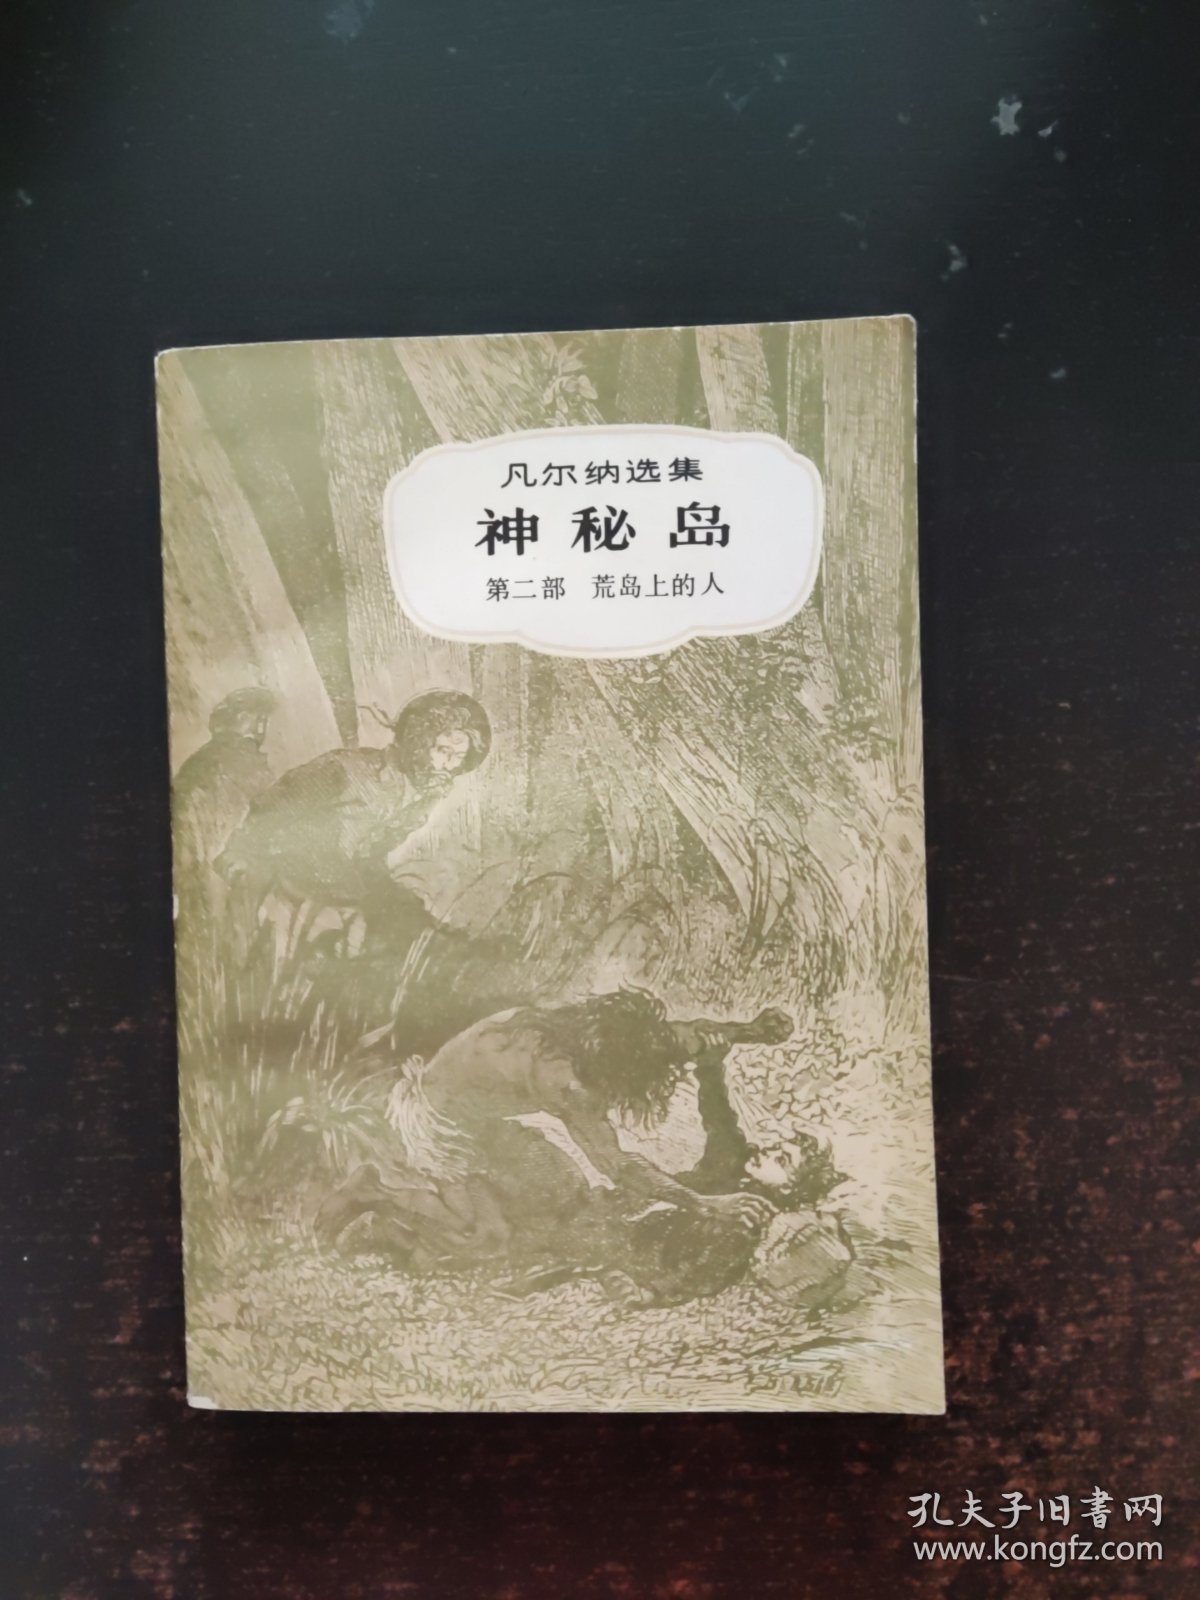 凡尔纳选集
神秘岛
第二部 荒岛上的人
孔夫子旧書网
www.kongfz.com